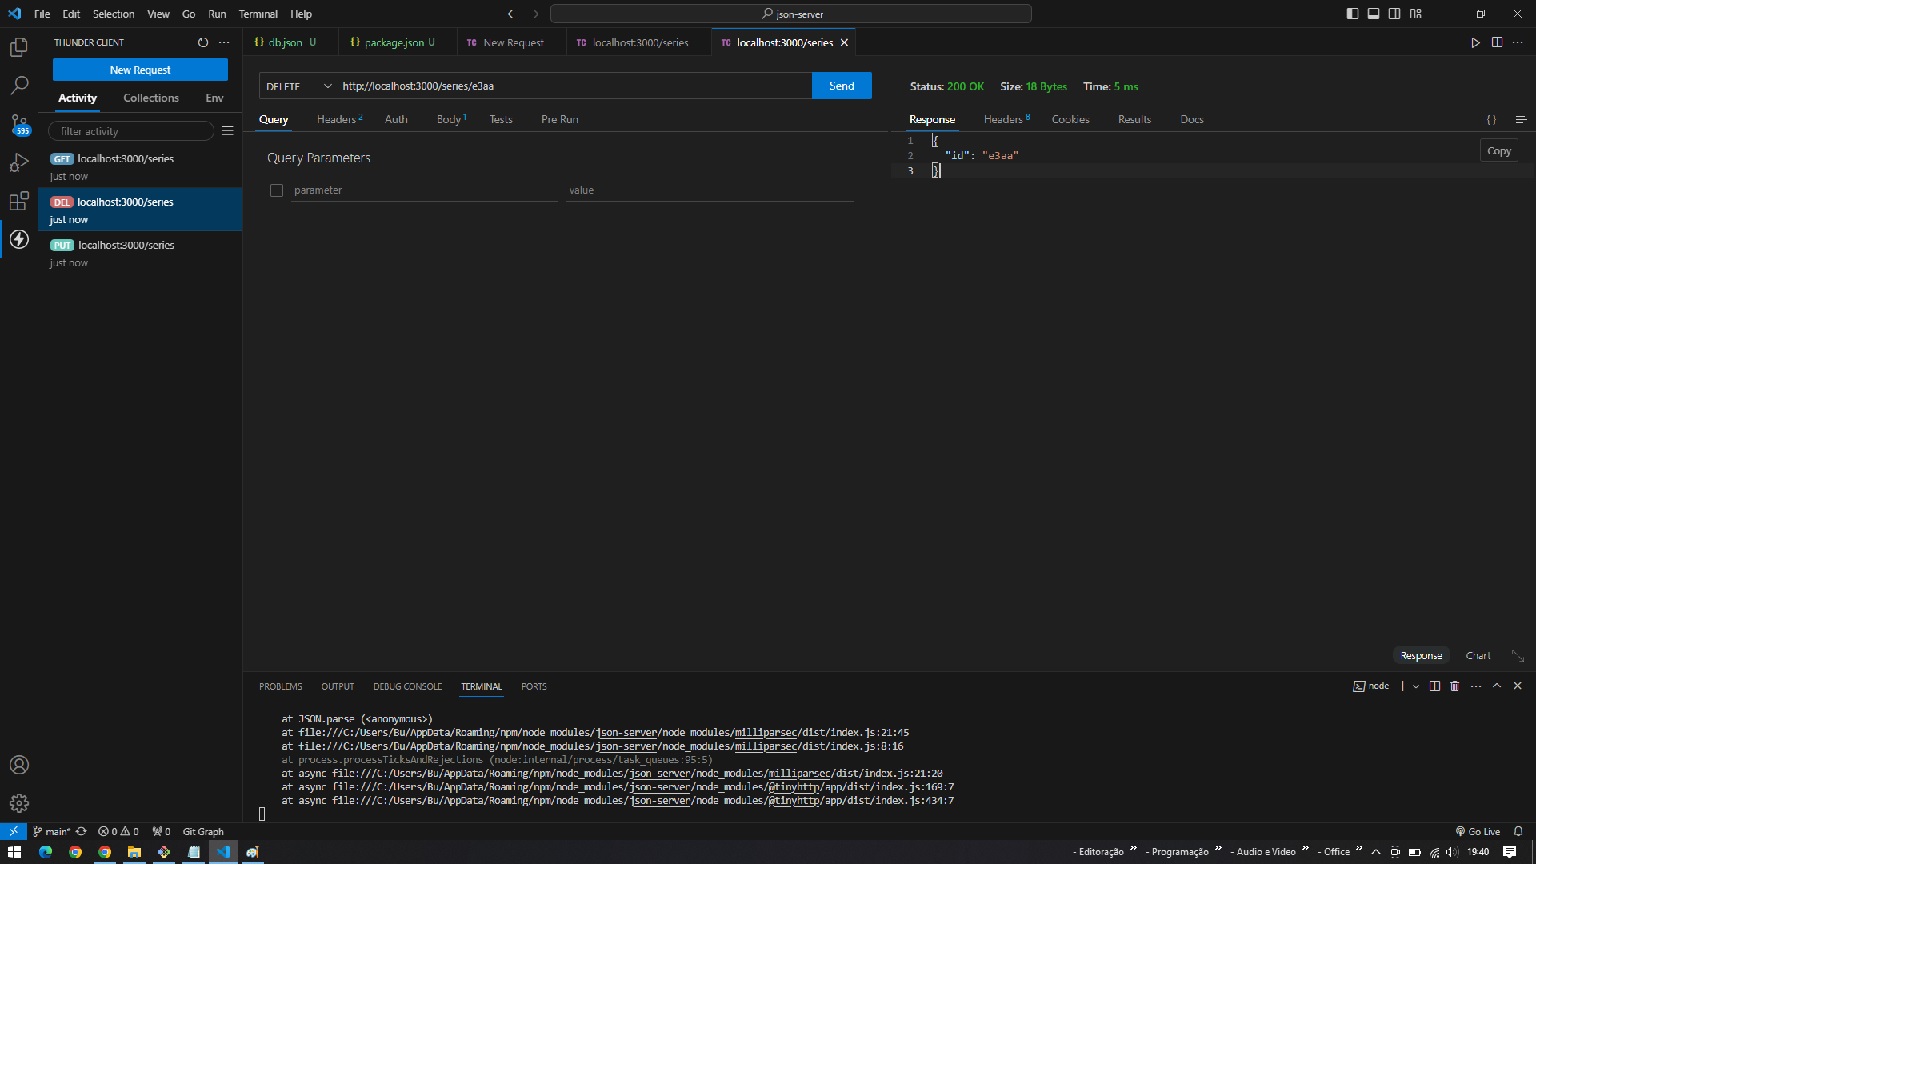 File Edit Selection View Go Run Terminal Help
json-server
THUNDER CLIENT
New Request
Activity Collections Env
filter activity
595
GET localhost:3000/series
just now
DEL localhost:3000/series
just now
PUT localhost:3000/series
just now
{} db.json U
{} package.json U
TC New Request
TC localhost:3000/series
TC localhost:3000/series
DELETE http://localhost:3000/series/e3aa Send
Query Headers 2 Auth Body 1 Tests Pre Run
Query Parameters
parameter value
Status: 200 OK Size: 18 Bytes Time: 5 ms
Response Headers 8 Cookies Results Docs {}
Copy
1 {
2 "id": "e3aa"
3 }
Response Chart
PROBLEMS OUTPUT DEBUG CONSOLE TERMINAL PORTS
node
at JSON.parse (<anonymous>)
at file:///C:/Users/Bu/AppData/Roaming/npm/node_modules/json-server/node_modules/milliparsec/dist/index.js:21:45
at file:///C:/Users/Bu/AppData/Roaming/npm/node_modules/json-server/node_modules/milliparsec/dist/index.js:8:16
at process.processTicksAndRejections (node:internal/process/task_queues:95:5)
at async file:///C:/Users/Bu/AppData/Roaming/npm/node_modules/json-server/node_modules/milliparsec/dist/index.js:21:20
at async file:///C:/Users/Bu/AppData/Roaming/npm/node_modules/json-server/node_modules/@tinyhttp/app/dist/index.js:169:7
at async file:///C:/Users/Bu/AppData/Roaming/npm/node_modules/json-server/node_modules/@tinyhttp/app/dist/index.js:434:7
main* 0 0 0 Git Graph
Go Live
- Editoração » - Programação » - Audio e Video » - Office » 19:40